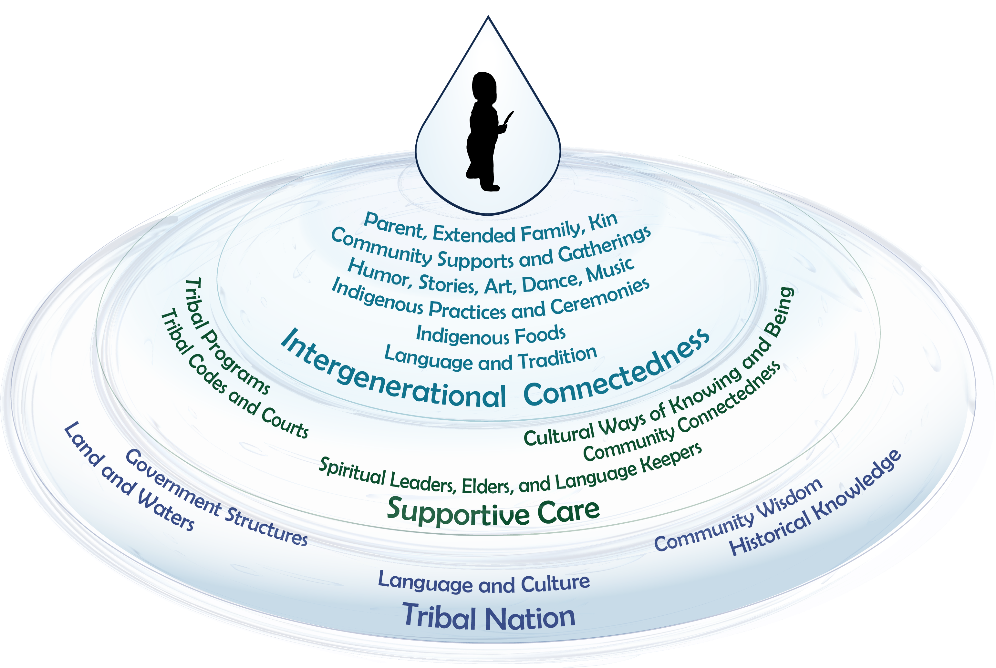 Parent, Extended Family, Kin
Community Supports and Gatherings
Humor, Stories, Art, Dance, Music
Indigenous Practices and Ceremonies
Indigenous Foods
Language and Tradition
Intergenerational Connectedness
Tribal Programs
Tribal Codes and Courts
Cultural Ways of Knowing and Being
Community Connectedness
Spiritual Leaders, Elders, and Language Keepers
Supportive Care
Government Structures
Land and Waters
Community Wisdom
Historical Knowledge
Language and Culture
Tribal Nation